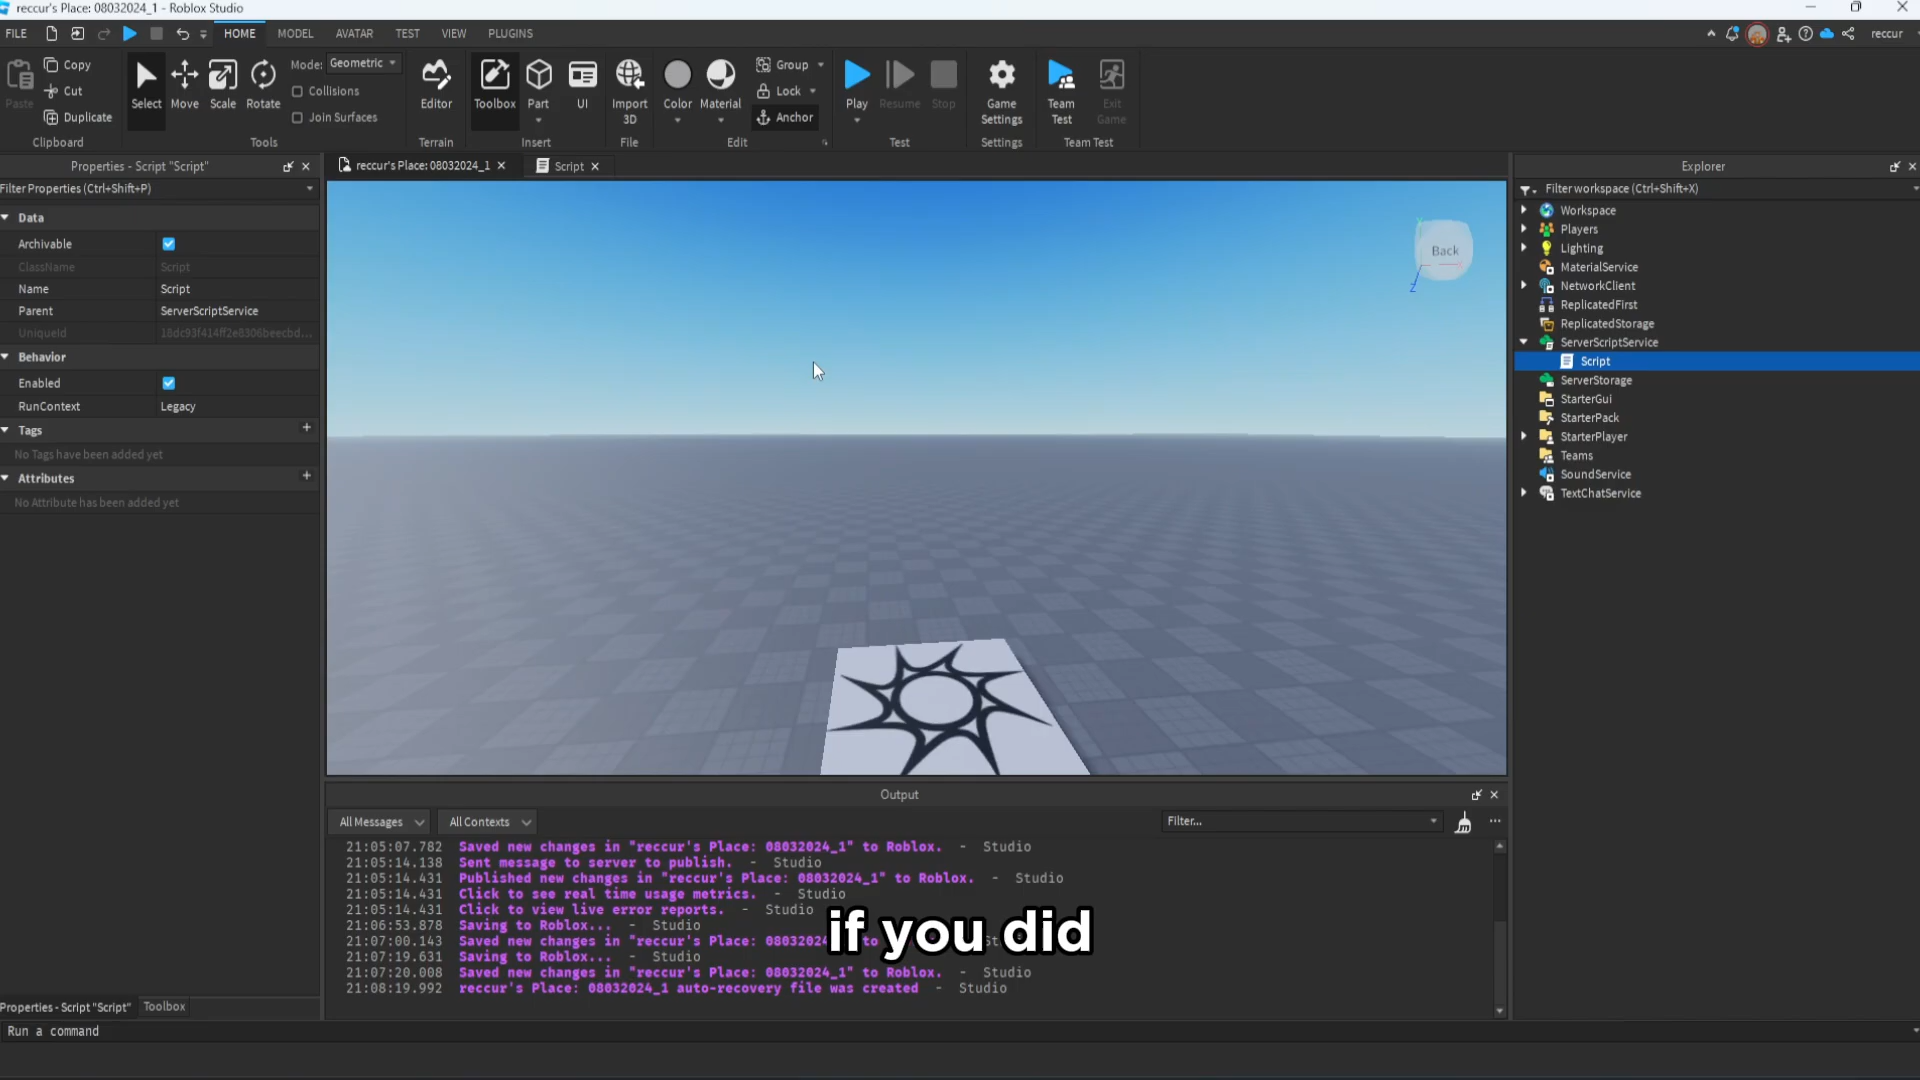 reccur's Place: 08032024_1 - Roblox Studio
FILE HOME MODEL AVATAR TEST VIEW PLUGINS reccur
Paste Copy Cut Duplicate Clipboard
Select Move Scale Rotate Tools
Mode: Geometric
Collisions
Join Surfaces
Editor Terrain
Toolbox Part UI Insert
Import 3D File
Color Material Group Lock Anchor Edit
Play Resume Stop Test
Game Settings Settings
Team Test Exit Game Team Test
Properties - Script "Script"
Filter Properties (Ctrl+Shift+P)
Data
Archivable
ClassName Script
Name Script
Parent ServerScriptService
UniqueId 18dc93f414ff2e8306beecbd...
Behavior
Enabled
RunContext Legacy
Tags +
No Tags have been added yet
Attributes +
No Attribute has been added yet
Properties - Script "Script" Toolbox
Run a command
reccur's Place: 08032024_1 Script
Back
Z
Output
All Messages All Contexts Filter...
21:05:07.782 Saved new changes in "reccur's Place: 08032024_1" to Roblox. - Studio
21:05:14.138 Sent message to server to publish. - Studio
21:05:14.431 Published new changes in "reccur's Place: 08032024_1" to Roblox. - Studio
21:05:14.431 Click to see real time usage metrics. - Studio
21:05:14.431 Click to view live error reports. - Studio
21:06:53.878 Saving to Roblox... - Studio
21:07:00.143 Saved new changes in "reccur's Place: 0803202 to
21:07:19.631 Saving to Roblox... - Studio
21:07:20.008 Saved new changes in "reccur's Place: 08032024_1" to Roblox. - Studio
21:08:19.992 reccur's Place: 08032024_1 auto-recovery file was created - Studio
if you did
Explorer
Filter workspace (Ctrl+Shift+X)
Workspace
Players
Lighting
MaterialService
NetworkClient
ReplicatedFirst
ReplicatedStorage
ServerScriptService
Script
ServerStorage
StarterGui
StarterPack
StarterPlayer
Teams
SoundService
TextChatService